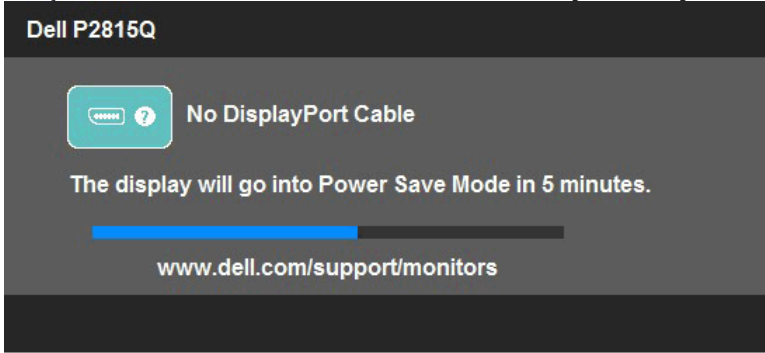 Dell P2815Q
No DisplayPort Cable
The display will go into Power Save Mode in 5 minutes.
www.dell.com/support/monitors